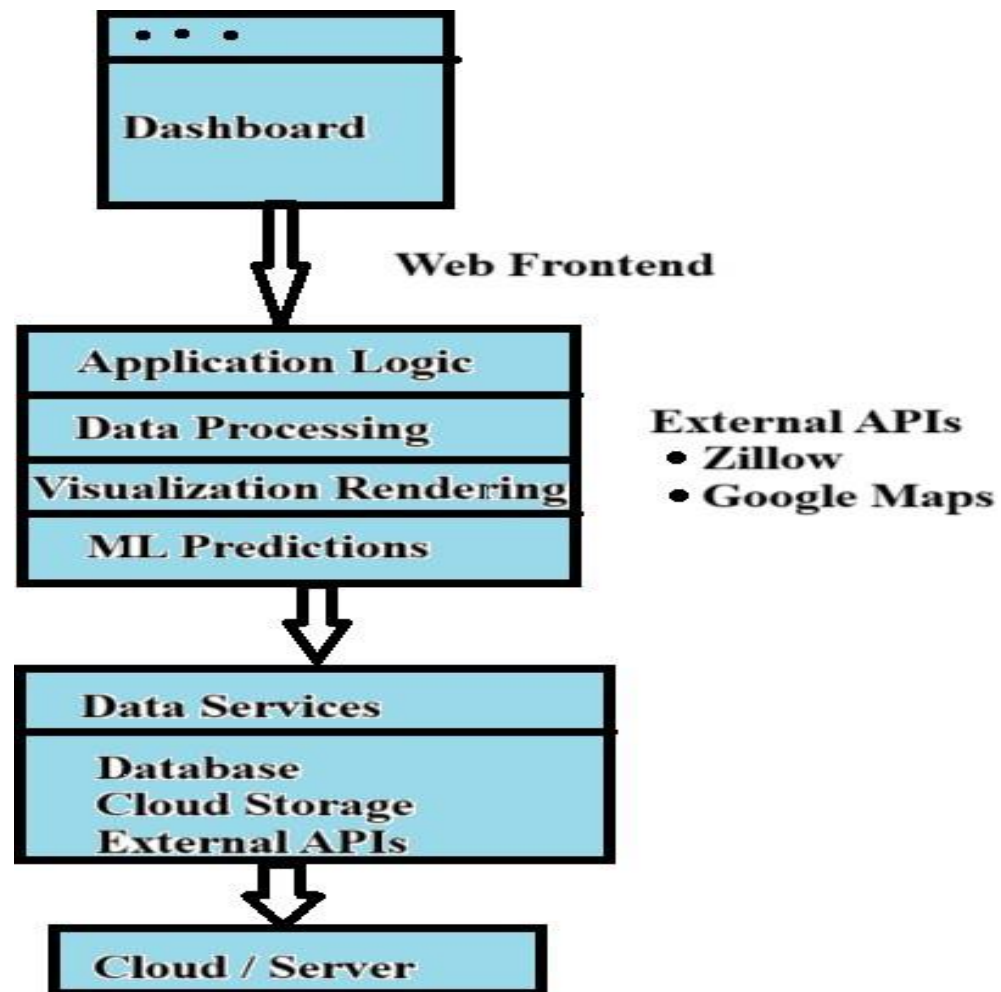 Dashboard
Web Frontend
Application Logic
Data Processing
Visualization Rendering
ML Predictions
External APIs
• Zillow
• Google Maps
Data Services
Database
Cloud Storage
External APIs
Cloud / Server